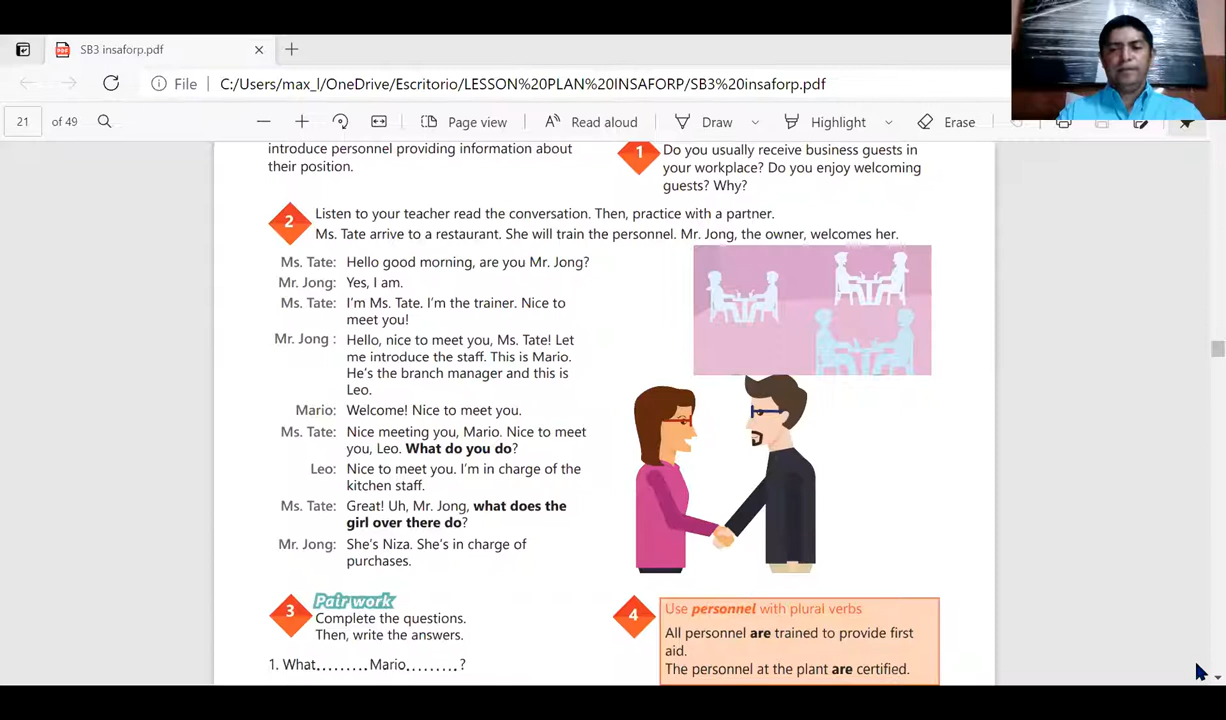 SB3 insaforp.pdf
File
C:/Users/max_l/OneDrive/Escritorio/LESSON%20PLAN%20INSAFORP/SB3%20insaforp.pdf
21
of 49
Page view
Read aloud
Draw
Highlight
Erase
introduce personnel providing information about
their position.
1
Do you usually receive business guests in
your workplace? Do you enjoy welcoming
guests? Why?
2
Listen to your teacher read the conversation. Then, practice with a partner.
Ms. Tate arrive to a restaurant. She will train the personnel. Mr. Jong, the owner, welcomes her.
Ms. Tate: Hello good morning, are you Mr. Jong?
Mr. Jong: Yes, I am.
Ms. Tate: I'm Ms. Tate. I'm the trainer. Nice to
meet you!
Mr. Jong : Hello, nice to meet you, Ms. Tate! Let
me introduce the staff. This is Mario.
He's the branch manager and this is
Leo.
Mario: Welcome! Nice to meet you.
Ms. Tate: Nice meeting you, Mario. Nice to meet
you, Leo. What do you do?
Leo: Nice to meet you. I'm in charge of the
kitchen staff.
Ms. Tate: Great! Uh, Mr. Jong, what does the
girl over there do?
Mr. Jong: She's Niza. She's in charge of
purchases.
3
Pair work
Complete the questions.
Then, write the answers.
1. What.........Mario.........?
4
Use personnel with plural verbs
All personnel are trained to provide first
aid.
The personnel at the plant are certified.